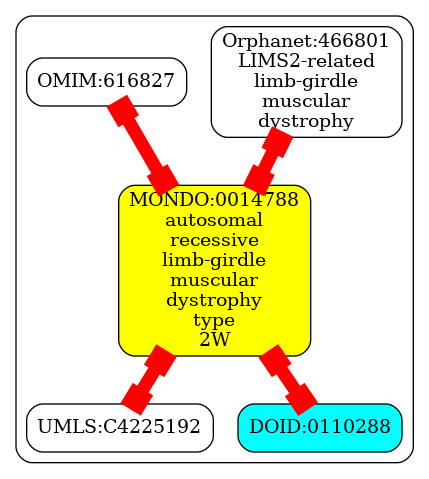 OMIM:616827
Orphanet:466801
LIMS2-related
limb-girdle
muscular
dystrophy
MONDO:0014788
autosomal
recessive
limb-girdle
muscular
dystrophy
type
2W
UMLS:C4225192
DOID:0110288